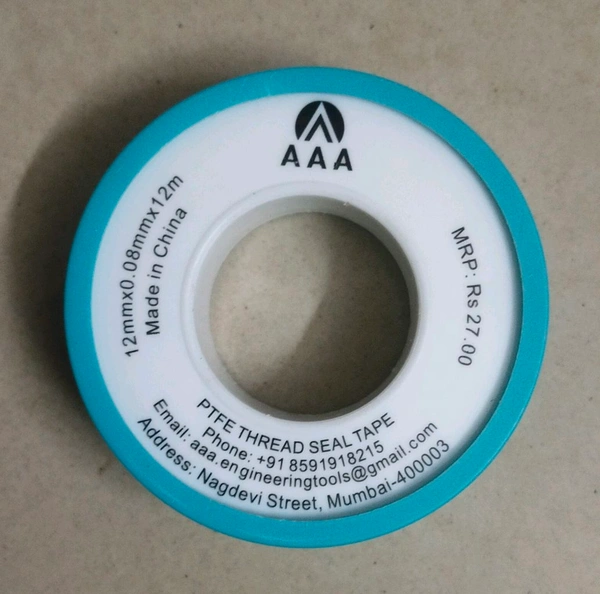 AAA
12mmx0.08mmx12m
Made in China
MRP: Rs 27.00
PTFE THREAD SEAL TAPE
Phone: +91 8591918215
Email: aaa.engineeringtools@gmail.com
Address: Nagdevi Street, Mumbai-400003